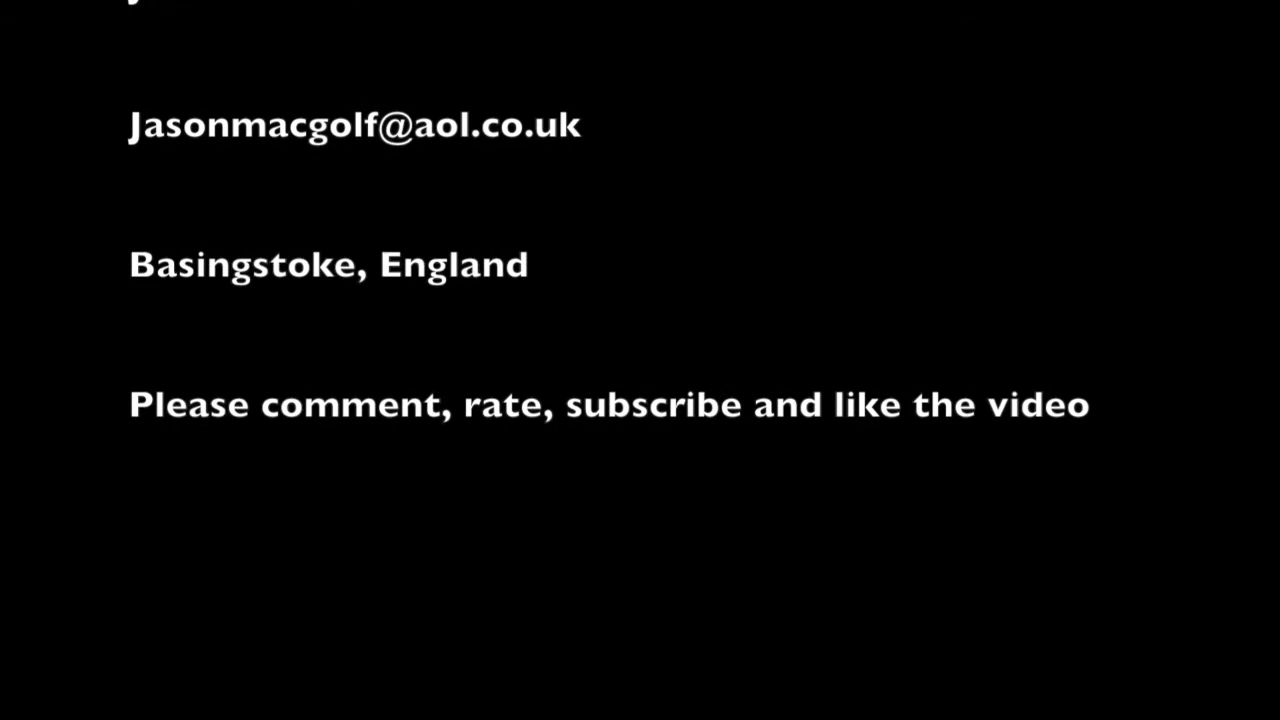 Jasonmacgolf@aol.co.uk
Basingstoke, England
Please comment, rate, subscribe and like the video